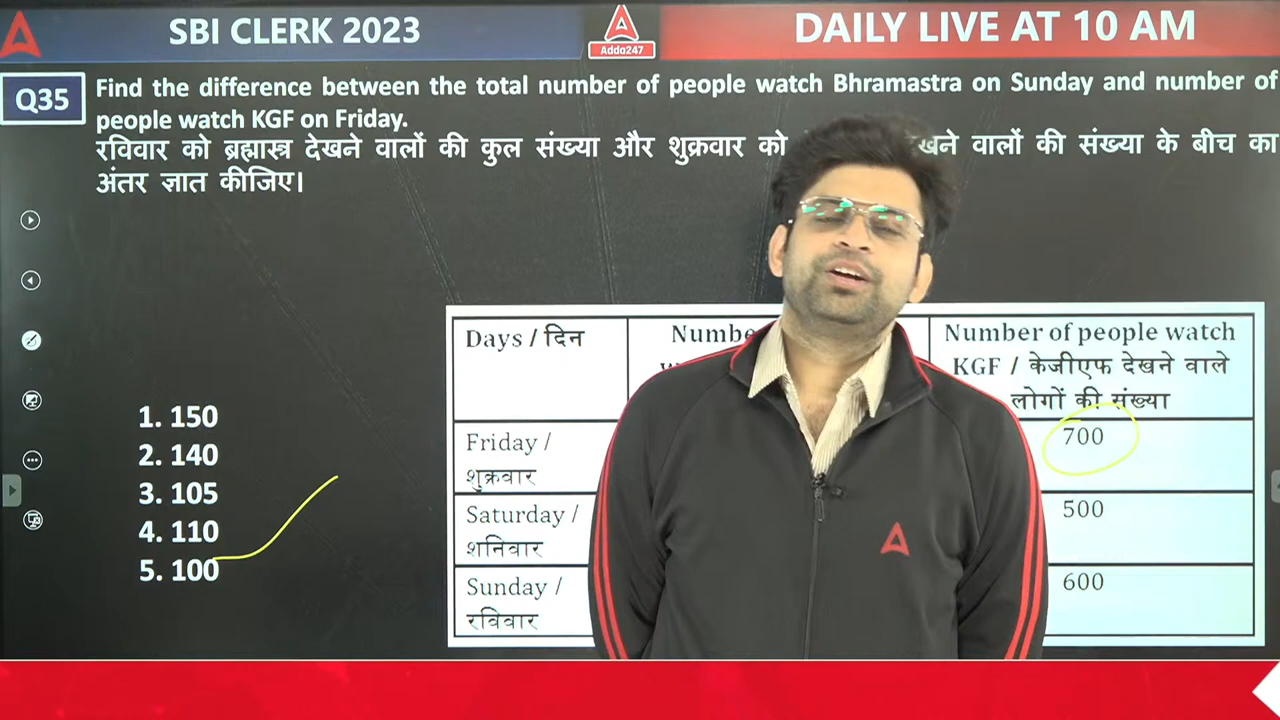 SBI CLERK 2023
Adda247
DAILY LIVE AT 10 AM
Q35
Find the difference between the total number of people watch Bhramastra on Sunday and number of
people watch KGF on Friday.
रविवार को ब्रह्मास्त्र देखने वालों की कुल संख्या और शुक्रवार को वालों की संख्या के बीच का
अंतर ज्ञात कीजिए।
1. 150
2. 140
3. 105
4. 110
5. 100
Days / दिन
Number of people watch
KGF / केजीएफ देखने वाले
लोगों की संख्या
Friday /
शुक्रवार
700
Saturday /
शनिवार
500
Sunday /
रविवार
600